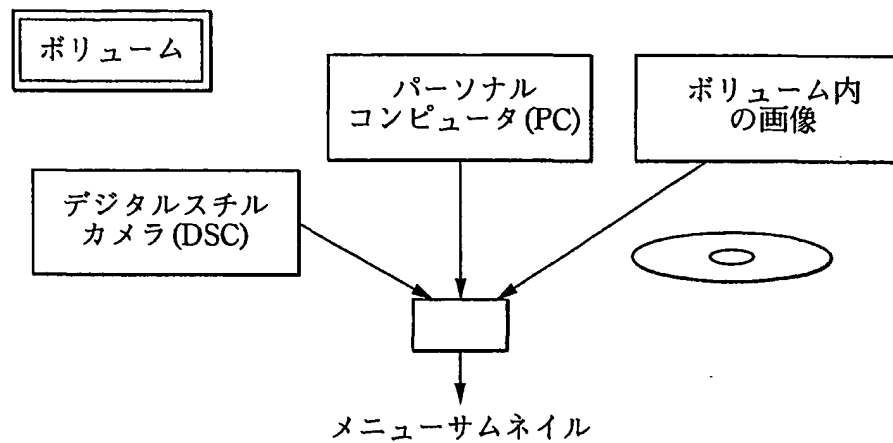 ボリューム
パーソナル
コンピュータ(PC)
ボリューム内
の画像
デジタルスチル
カメラ(DSC)
メニューサムネイル